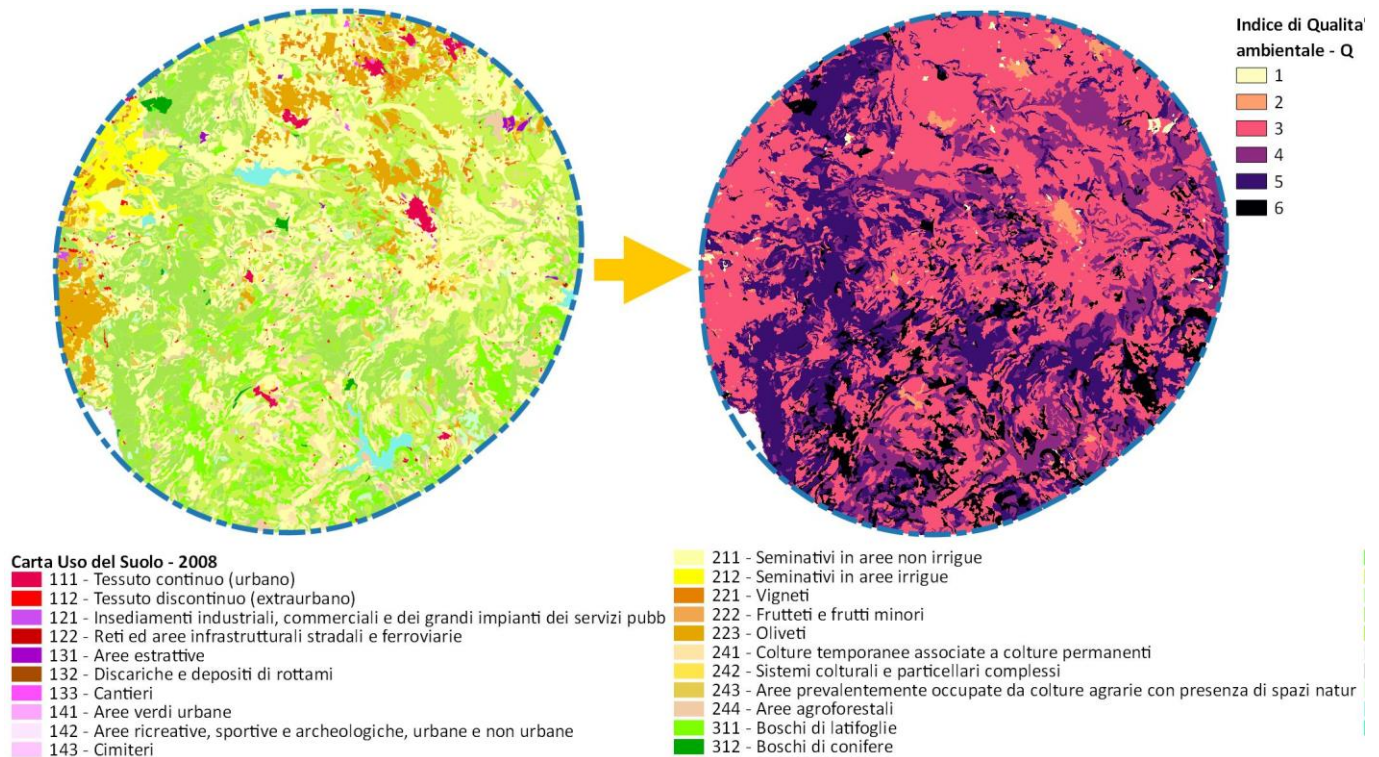 Indice di Qualita'
ambientale - Q
1
2
3
4
5
6
Carta Uso del Suolo - 2008
111 - Tessuto continuo (urbano)
112 - Tessuto discontinuo (extraurbano)
121 - Insediamenti industriali, commerciali e dei grandi impianti dei servizi pubb
122 - Reti ed aree infrastrutturali stradali e ferroviarie
131 - Aree estrattive
132 - Discariche e depositi di rottami
133 - Cantieri
141 - Aree verdi urbane
142 - Aree ricreative, sportive e archeologiche, urbane e non urbane
143 - Cimiteri
211 - Seminativi in aree non irrigue
212 - Seminativi in aree irrigue
221 - Vigneti
222 - Frutteti e frutti minori
223 - Oliveti
241 - Colture temporanee associate a colture permanenti
242 - Sistemi colturali e particellari complessi
243 - Aree prevalentemente occupate da colture agrarie con presenza di spazi natur
244 - Aree agroforestali
311 - Boschi di latifoglie
312 - Boschi di conifere